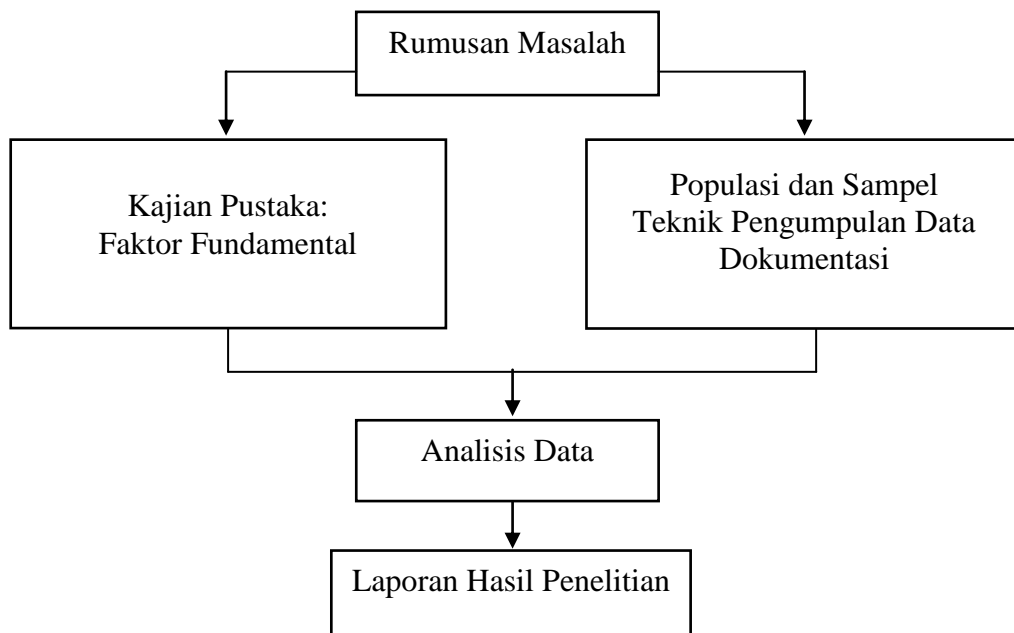 Rumusan Masalah
Kajian Pustaka:
Faktor Fundamental
Populasi dan Sampel
Teknik Pengumpulan Data
Dokumentasi
Analisis Data
Laporan Hasil Penelitian